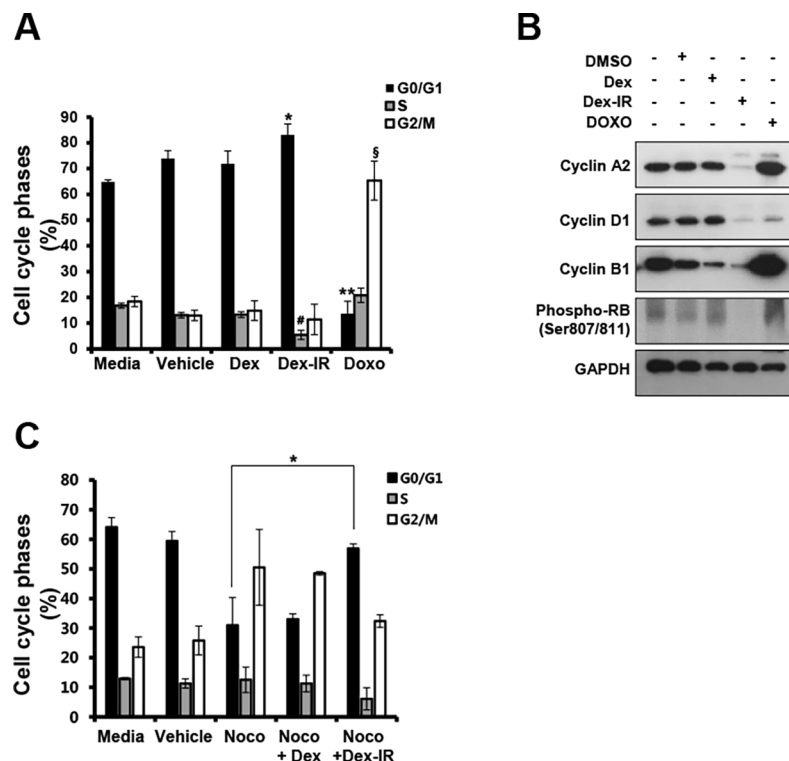 A
G0/G1
S
G2/M
90
80
70
60
50
40
30
20
10
0
Cell cycle phases
(%)
*
#
**
§
Media Vehicle Dex Dex-IR Doxo
B
DMSO - + - - -
Dex - - + - -
Dex-IR - - - + -
DOXO - - - - +
Cyclin A2
Cyclin D1
Cyclin B1
Phospho-RB
(Ser807/811)
GAPDH
C
G0/G1
S
G2/M
80
70
60
50
40
30
20
10
0
Cell cycle phases
(%)
*
Media Vehicle Noco Noco Noco
+ Dex +Dex-IR